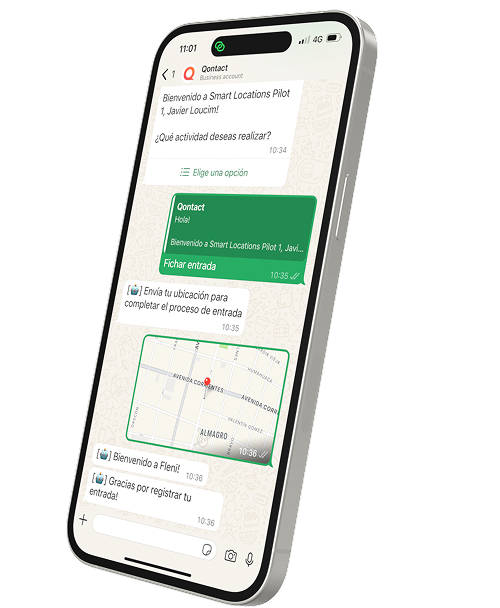 11:01
4G
1
Qontact
Business account
Bienvenido a Smart Locations Pilot
1, Javier Loucim!
¿Qué actividad deseas realizar?
10:34
Elige una opción
Qontact
Hola!
Bienvenido a Smart Locations Pilot 1, Javi...
Fichar entrada
10:35
[🤖] Envía tu ubicación para
completar el proceso de entrada
10:35
HUMAHUACA
AVENIDA CORRIENTES
AVENIDA CORR
VALENTÍN GÓMEZ
ALMAGRO
10:36
[🤖] Bienvenido a Fleni!
10:36
[🤖] Gracias por registrar tu
entrada!
10:36